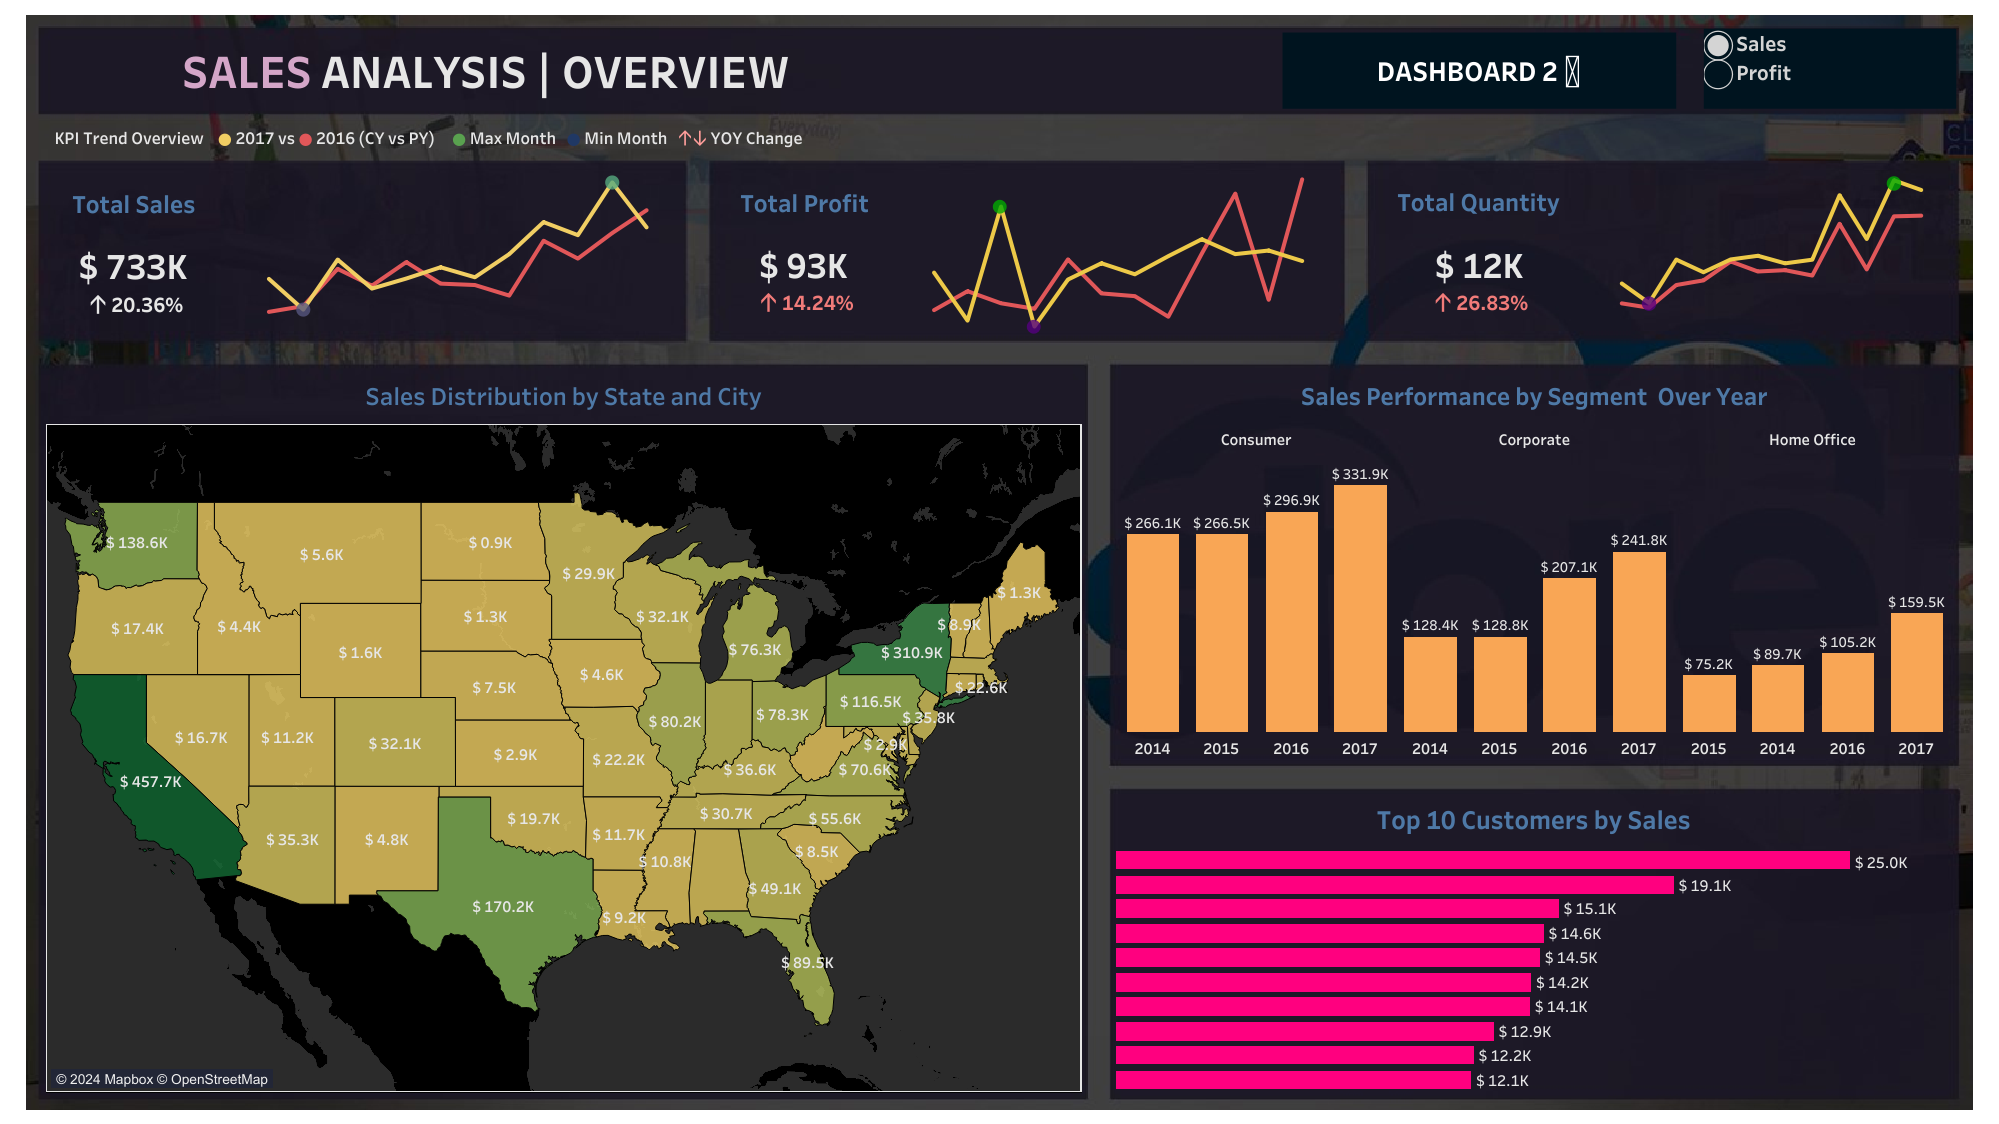 SALES ANALYSIS | OVERVIEW
DASHBOARD 2
Sales
Profit
KPI Trend Overview 2017 vs 2016 (CY vs PY) Max Month Min Month ↑↓ YOY Change
Total Sales
$ 733K
↑ 20.36%
Total Profit
$ 93K
↑ 14.24%
Total Quantity
$ 12K
↑ 26.83%
Sales Distribution by State and City
$ 138.6K
$ 5.6K
$ 0.9K
$ 29.9K
$ 1.3K
$ 17.4K
$ 4.4K
$ 1.3K
$ 32.1K
$ 8.9K
$ 1.6K
$ 76.3K
$ 310.9K
$ 7.5K
$ 4.6K
$ 22.6K
$ 116.5K
$ 80.2K
$ 78.3K
$ 35.8K
$ 16.7K
$ 11.2K
$ 32.1K
$ 2.9K
$ 2.9K
$ 22.2K
$ 36.6K
$ 70.6K
$ 457.7K
$ 19.7K
$ 30.7K
$ 55.6K
$ 35.3K
$ 4.8K
$ 11.7K
$ 10.8K
$ 8.5K
$ 49.1K
$ 170.2K
$ 9.2K
$ 89.5K
© 2024 Mapbox © OpenStreetMap
Sales Performance by Segment Over Year
Consumer Corporate Home Office
$ 266.1K $ 266.5K $ 296.9K $ 331.9K
$ 128.4K $ 128.8K $ 207.1K $ 241.8K
$ 75.2K $ 89.7K $ 105.2K $ 159.5K
2014 2015 2016 2017 2014 2015 2016 2017 2015 2014 2016 2017
Top 10 Customers by Sales
$ 25.0K
$ 19.1K
$ 15.1K
$ 14.6K
$ 14.5K
$ 14.2K
$ 14.1K
$ 12.9K
$ 12.2K
$ 12.1K